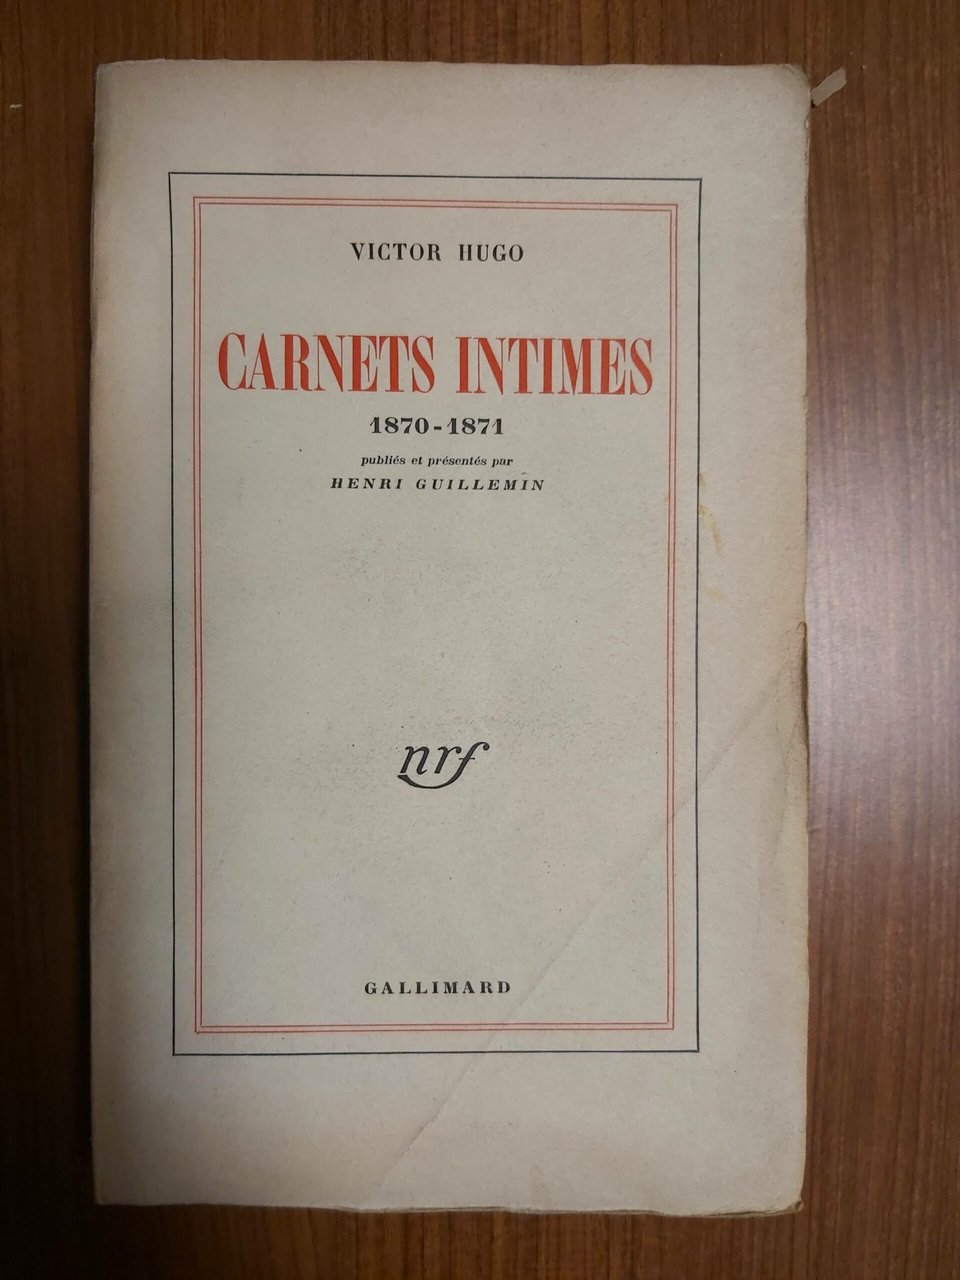 VICTOR HUGO
CARNETS INTIMES
1870-1871
publiés et présentés par
HENRI GUILLEMIN
nrf
GALLIMARD